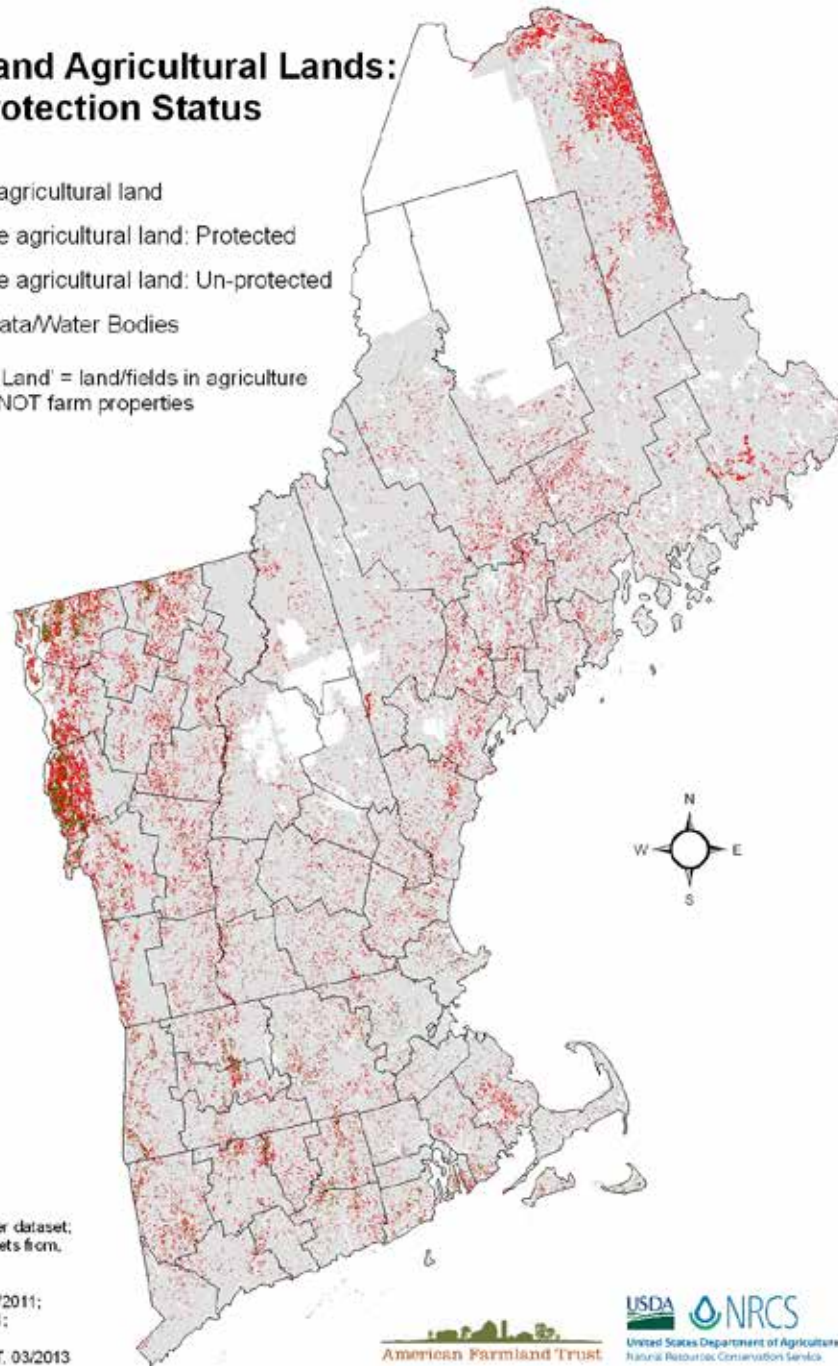 and Agricultural Lands:
rotection Status
agricultural land
e agricultural land: Protected
e agricultural land: Un-protected
ata/Water Bodies
Land' = land/fields in agriculture
NOT farm properties
N
W E
S
er dataset;
ets from,
/2011;
T. 03/2013
American Farmland Trust
USDA NRCS
United States Department of Agriculture
Natural Resources Conservation Service